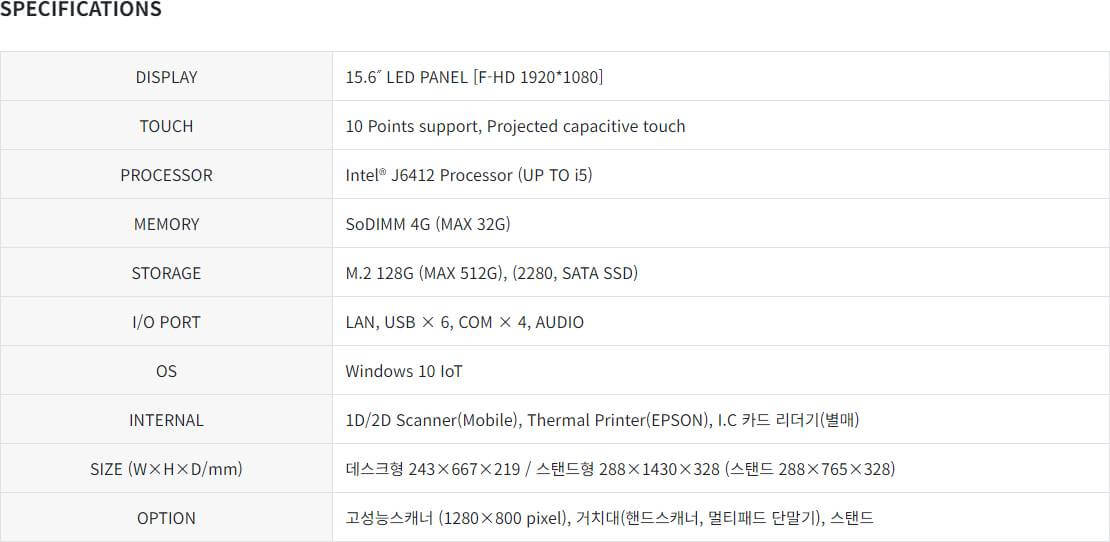 SPECIFICATIONS
DISPLAY 15.6˝ LED PANEL [F-HD 1920*1080]
TOUCH 10 Points support, Projected capacitive touch
PROCESSOR Intel® J6412 Processor (UP TO i5)
MEMORY SoDIMM 4G (MAX 32G)
STORAGE M.2 128G (MAX 512G), (2280, SATA SSD)
I/O PORT LAN, USB × 6, COM × 4, AUDIO
OS Windows 10 IoT
INTERNAL 1D/2D Scanner(Mobile), Thermal Printer(EPSON), I.C 카드 리더기(별매)
SIZE (W×H×D/mm) 데스크형 243×667×219 / 스탠드형 288×1430×328 (스탠드 288×765×328)
OPTION 고성능스캐너 (1280×800 pixel), 거치대(핸드스캐너, 멀티패드 단말기), 스탠드